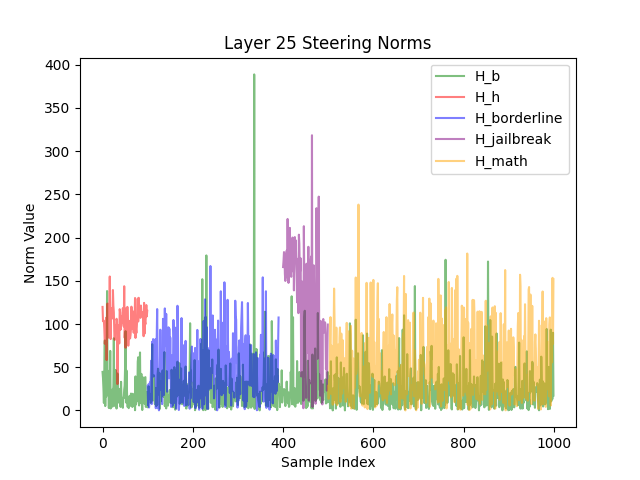 Layer 25 Steering Norms
H_b
H_h
H_borderline
H_jailbreak
H_math
Norm Value
400
350
300
250
200
150
100
50
0
0 200 400 600 800 1000
Sample Index